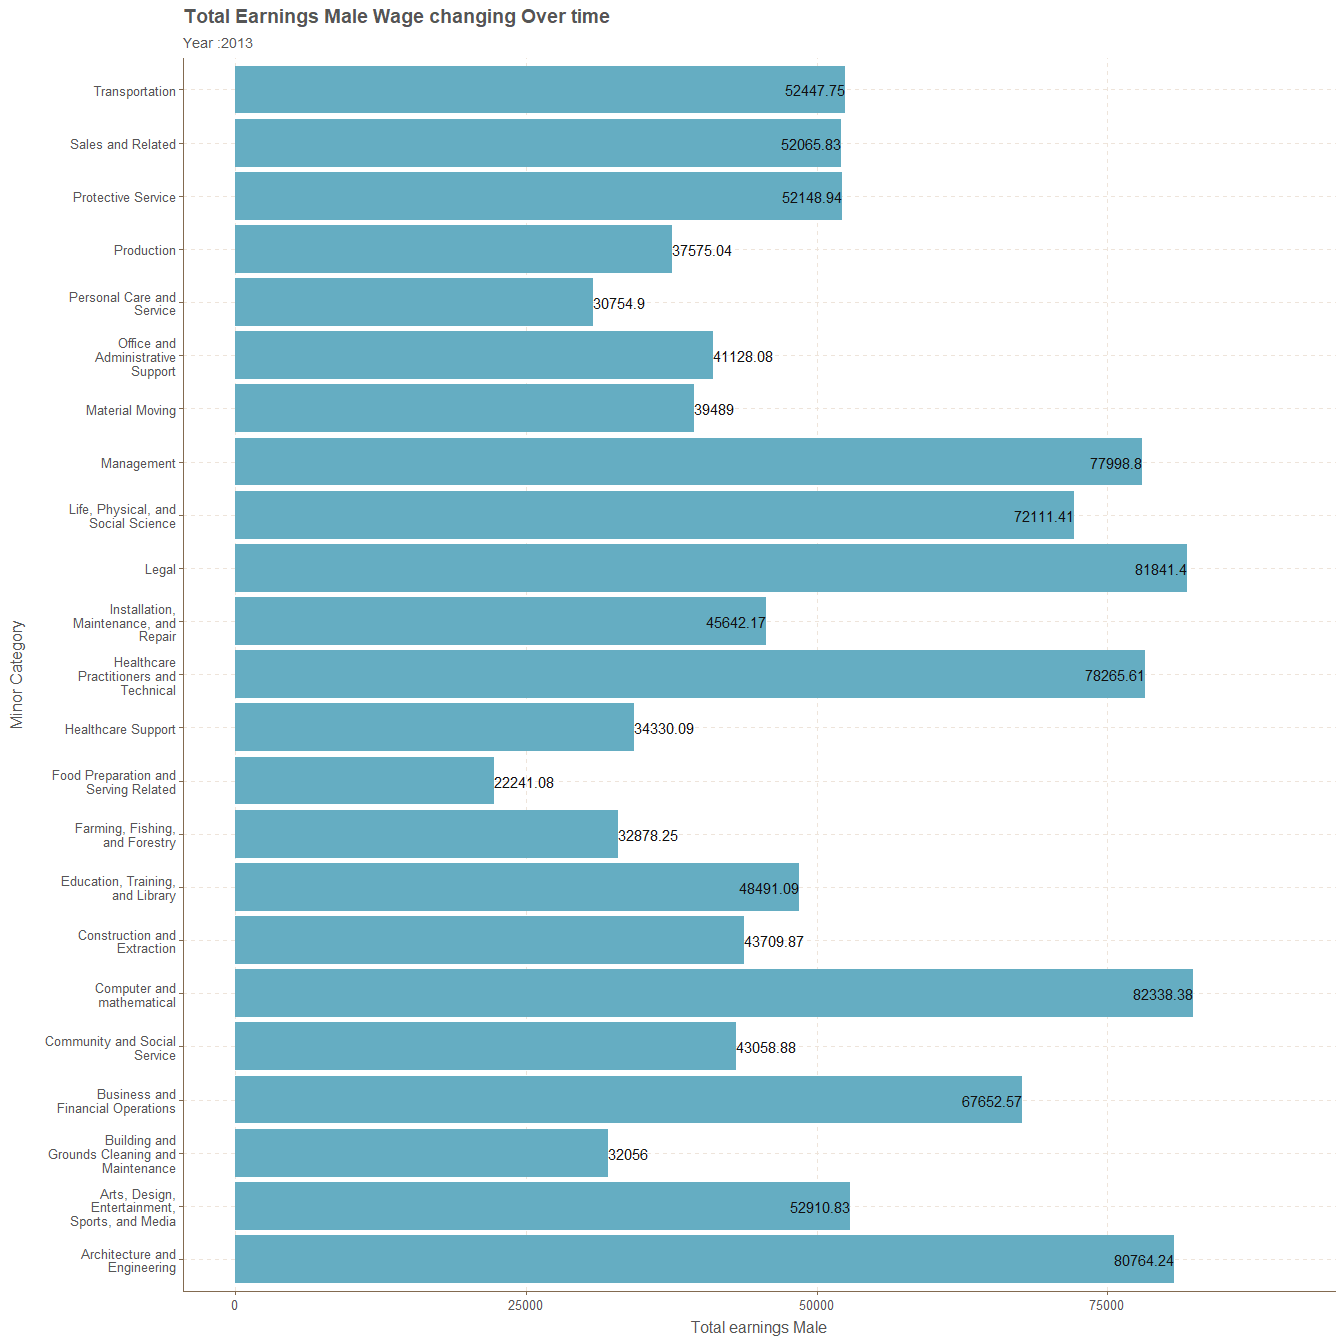 Total Earnings Male Wage changing Over time
Year :2013
Minor Category
Transportation
52447.75
Sales and Related
52065.83
Protective Service
52148.94
Production
37575.04
Personal Care and
Service
30754.9
Office and
Administrative
Support
41128.08
Material Moving
39489
Management
77998.8
Life, Physical, and
Social Science
72111.41
Legal
81841.4
Installation,
Maintenance, and
Repair
45642.17
Healthcare
Practitioners and
Technical
78265.61
Healthcare Support
34330.09
Food Preparation and
Serving Related
22241.08
Farming, Fishing,
and Forestry
32878.25
Education, Training,
and Library
48491.09
Construction and
Extraction
43709.87
Computer and
mathematical
82338.38
Community and Social
Service
43058.88
Business and
Financial Operations
67652.57
Building and
Grounds Cleaning and
Maintenance
32056
Arts, Design,
Entertainment,
Sports, and Media
52910.83
Architecture and
Engineering
80764.24
0
25000
50000
75000
Total earnings Male